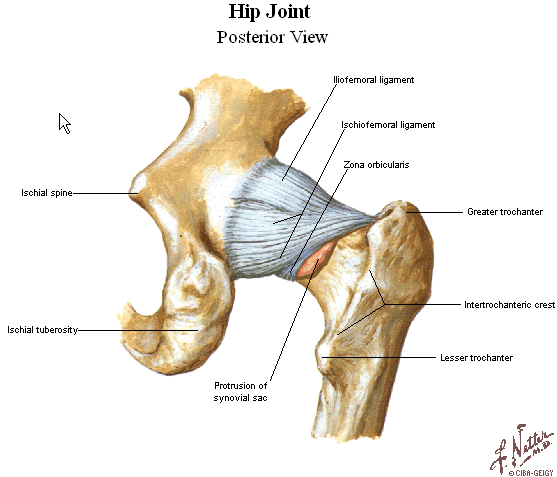 Hip Joint
Posterior View
Iliofemoral ligament
Ischiofemoral ligament
Zona orbicularis
Ischial spine
Greater trochanter
Intertrochanteric crest
Ischial tuberosity
Lesser trochanter
Protrusion of
synovial sac
F. Netter
M.D.
© CIBA-GEIGY